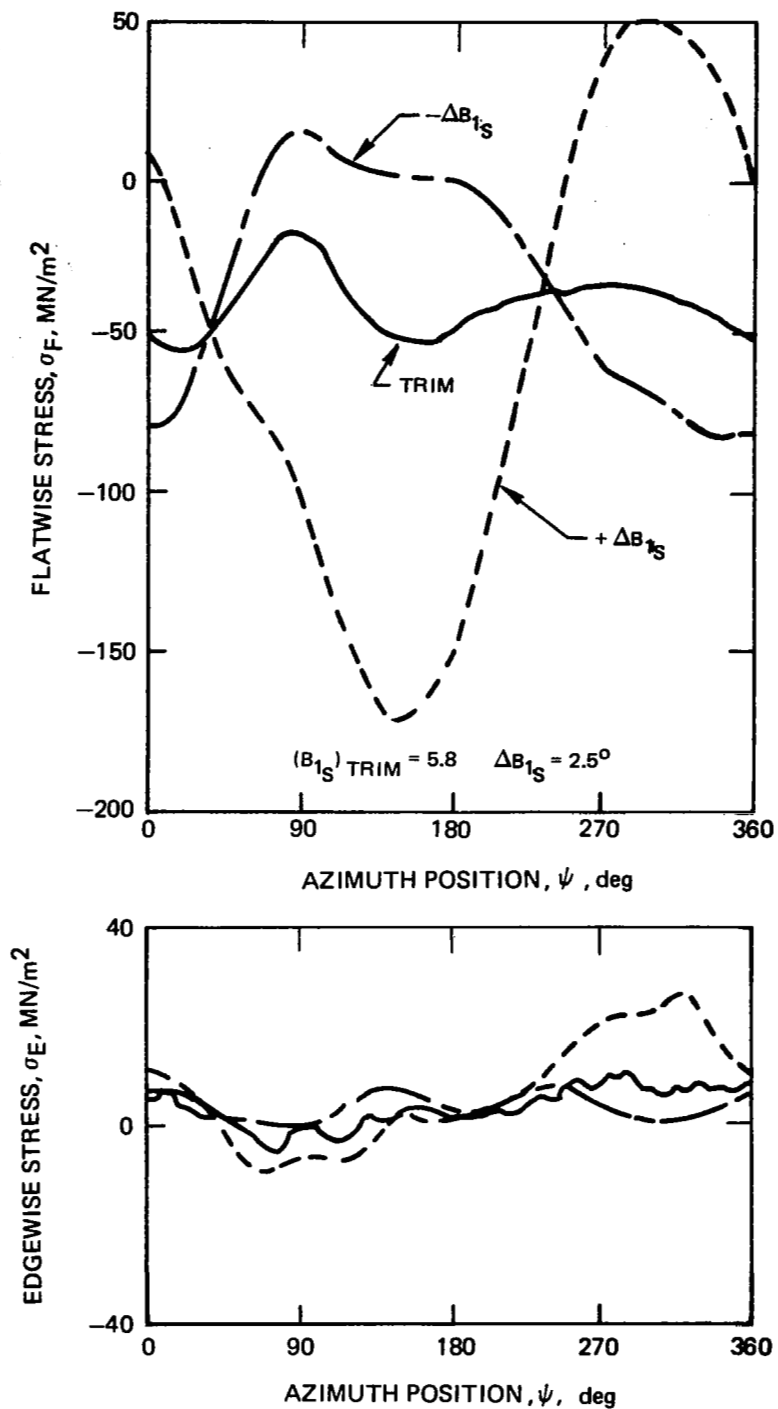 FLATWISE STRESS, σF, MN/m2
50
0
−50
−100
−150
−200
−ΔB1S
TRIM
+ ΔB1S
(B1S) TRIM = 5.8 ΔB1S = 2.5°
0 90 180 270 360
AZIMUTH POSITION, ψ , deg
EDGEWISE STRESS, σE, MN/m2
40
0
−40
0 90 180 270 360
AZIMUTH POSITION, ψ, deg